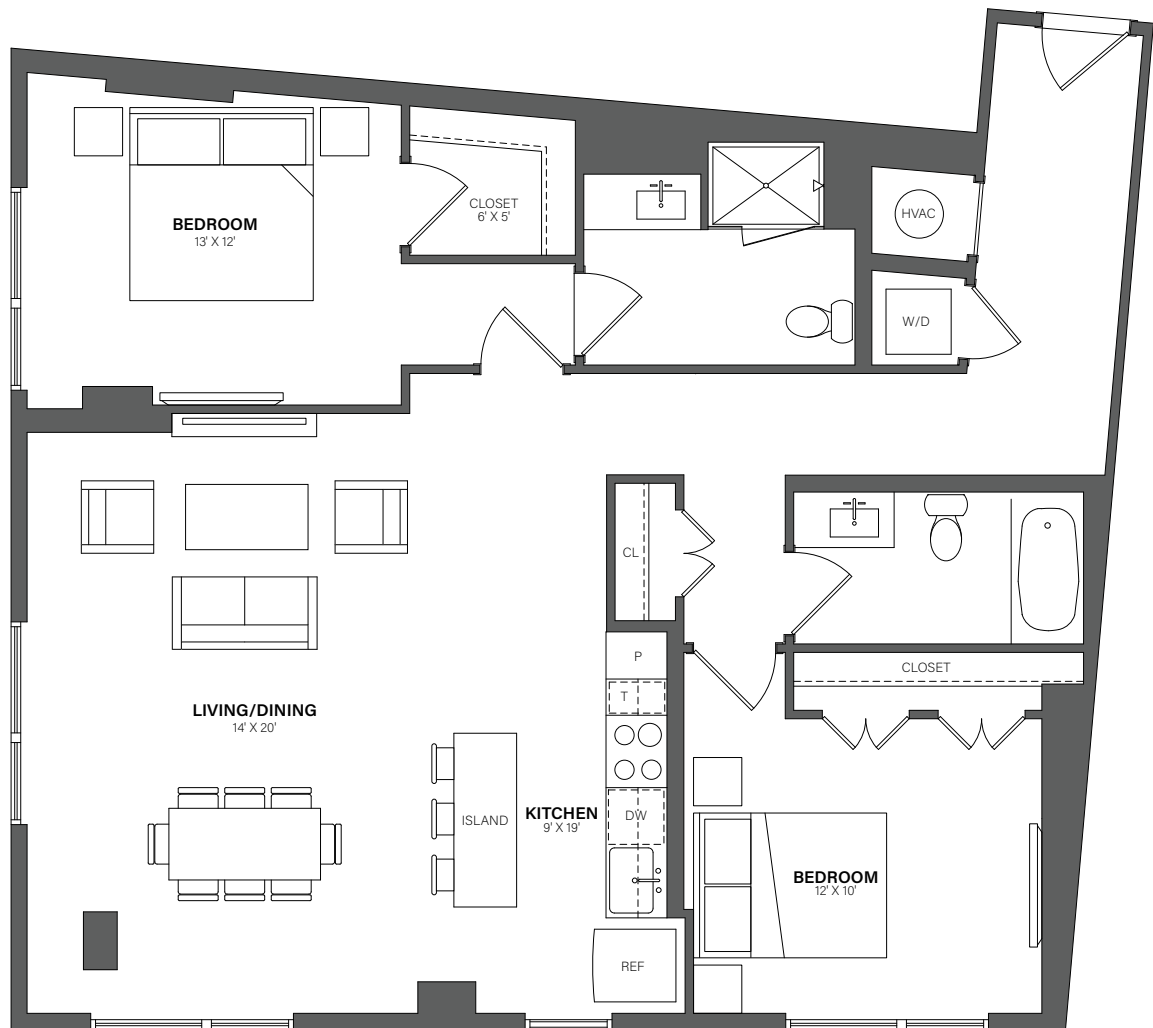 BEDROOM
13' X 12'
CLOSET
6' X 5'
HVAC
W/D
CL
P
T
CLOSET
LIVING/DINING
14' X 20'
ISLAND
KITCHEN
9' X 19'
DW
BEDROOM
12' X 10'
REF